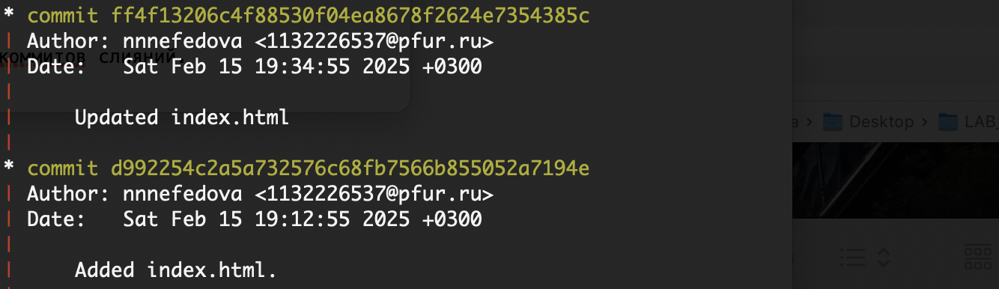 * commit ff4f13206c4f88530f04ea8678f2624e7354385c
| Author: nnnefedova <1132226537@pfur.ru>
коммитов слияний.
| Date:   Sat Feb 15 19:34:55 2025 +0300
|
|     Updated index.html
|
a › Desktop › LAB_
* commit d992254c2a5a732576c68fb7566b855052a7194e
| Author: nnnefedova <1132226537@pfur.ru>
| Date:   Sat Feb 15 19:12:55 2025 +0300
|
|     Added index.html.